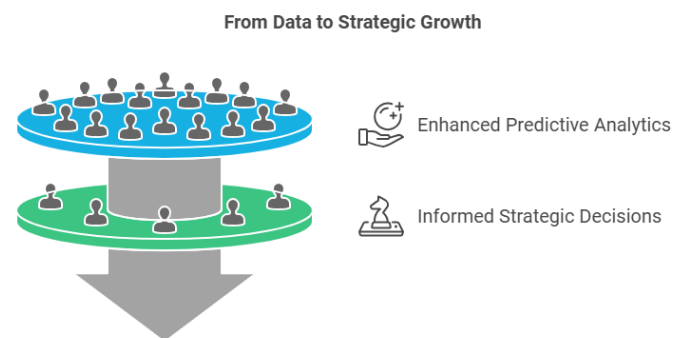 From Data to Strategic Growth
Enhanced Predictive Analytics
Informed Strategic Decisions